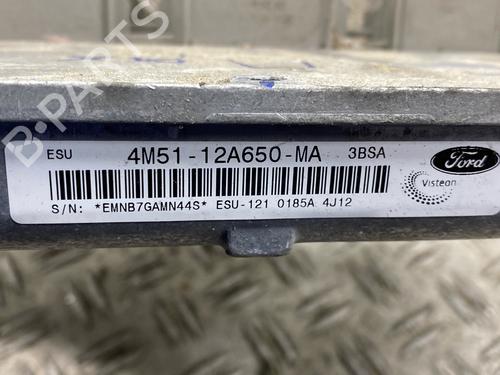 ESU 4M51-12A650-MA 3BSA
Ford
Visteon
S/N: *EMNB7GAMN44S* ESU-121 0185A 4J12
B-PARTS